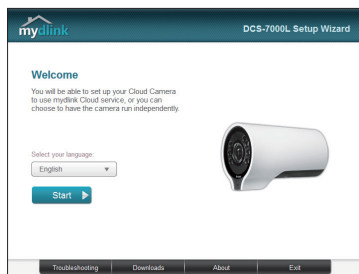 mydlink
DCS-7000L Setup Wizard
Welcome
You will be able to set up your Cloud Camera
to use mydlink Cloud service, or you can
choose to have the camera run independently.
Select your language:
English
Start
Troubleshooting
Downloads
About
Exit